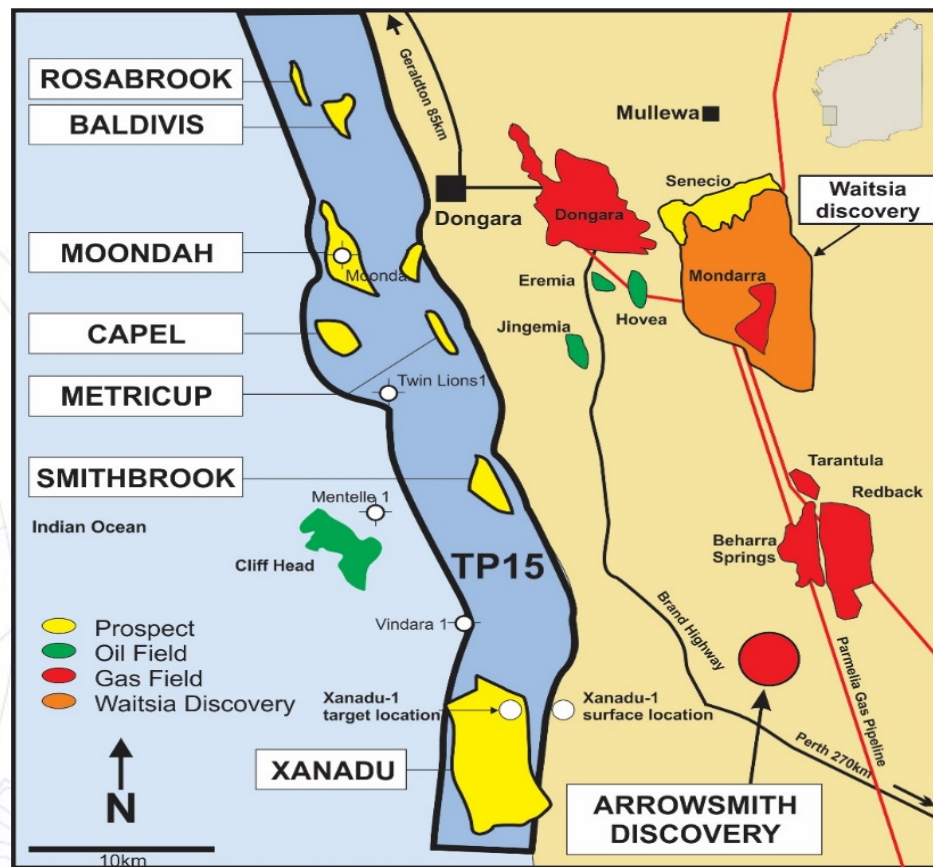 ROSABROOK
BALDIVIS
MOONDAH
CAPEL
METRICUP
SMITHBROOK
Indian Ocean
Geraldton 85km
Mullewa
Dongara
Dongara
Senecio
Waitsia
discovery
Moonda
Eremia
Hovea
Mondarra
Jingemia
Twin Lions1
Mentelle 1
Cliff Head
TP15
Tarantula
Redback
Beharra
Springs
Vindara 1
Brand Highway
Parmelia Gas Pipeline
Prospect
Oil Field
Gas Field
Waitsia Discovery
Xanadu-1
target location
Xanadu-1
surface location
XANADU
Perth 270km
ARROWSMITH
DISCOVERY
N
10km